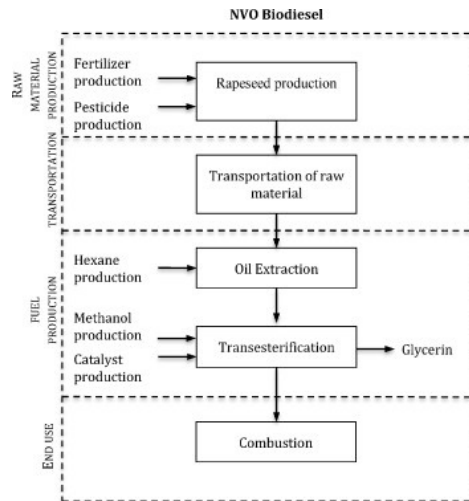 NVO Biodiesel
RAW
MATERIAL
PRODUCTION
Fertilizer
production
Pesticide
production
Rapeseed production
TRANSPORTATION
Transportation of raw
material
FUEL
PRODUCTION
Hexane
production
Oil Extraction
Methanol
production
Catalyst
production
Transesterification
Glycerin
END USE
Combustion